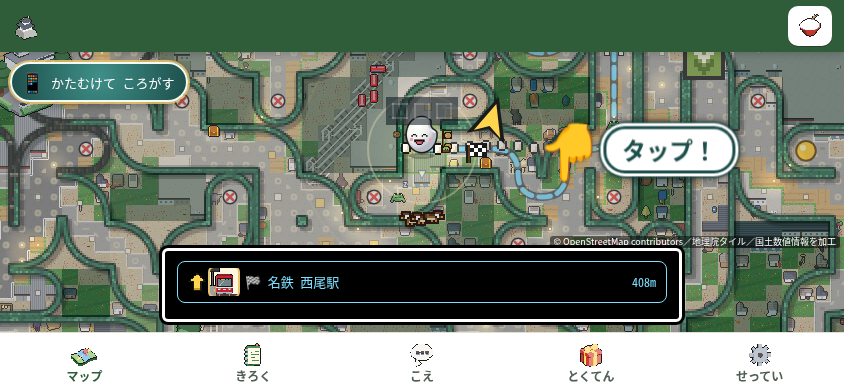 かたむけて ころがす
タップ！
© OpenStreetMap contributors／地理院タイル／国土数値情報を加工
名鉄 西尾駅
408m
マップ
きろく
こえ
とくてん
せってい